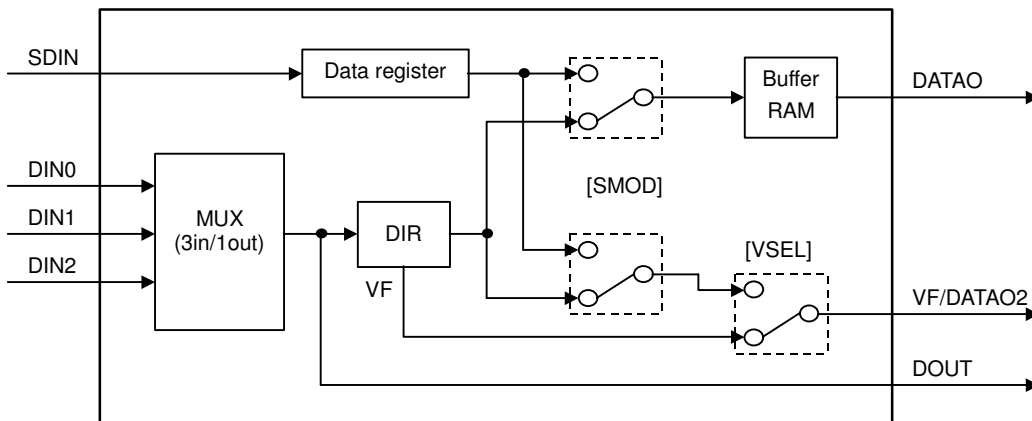 SDIN
Data register
Buffer
RAM
DATAO
DIN0
DIN1
DIN2
MUX
(3in/1out)
DIR
VF
[SMOD]
[VSEL]
VF/DATAO2
DOUT